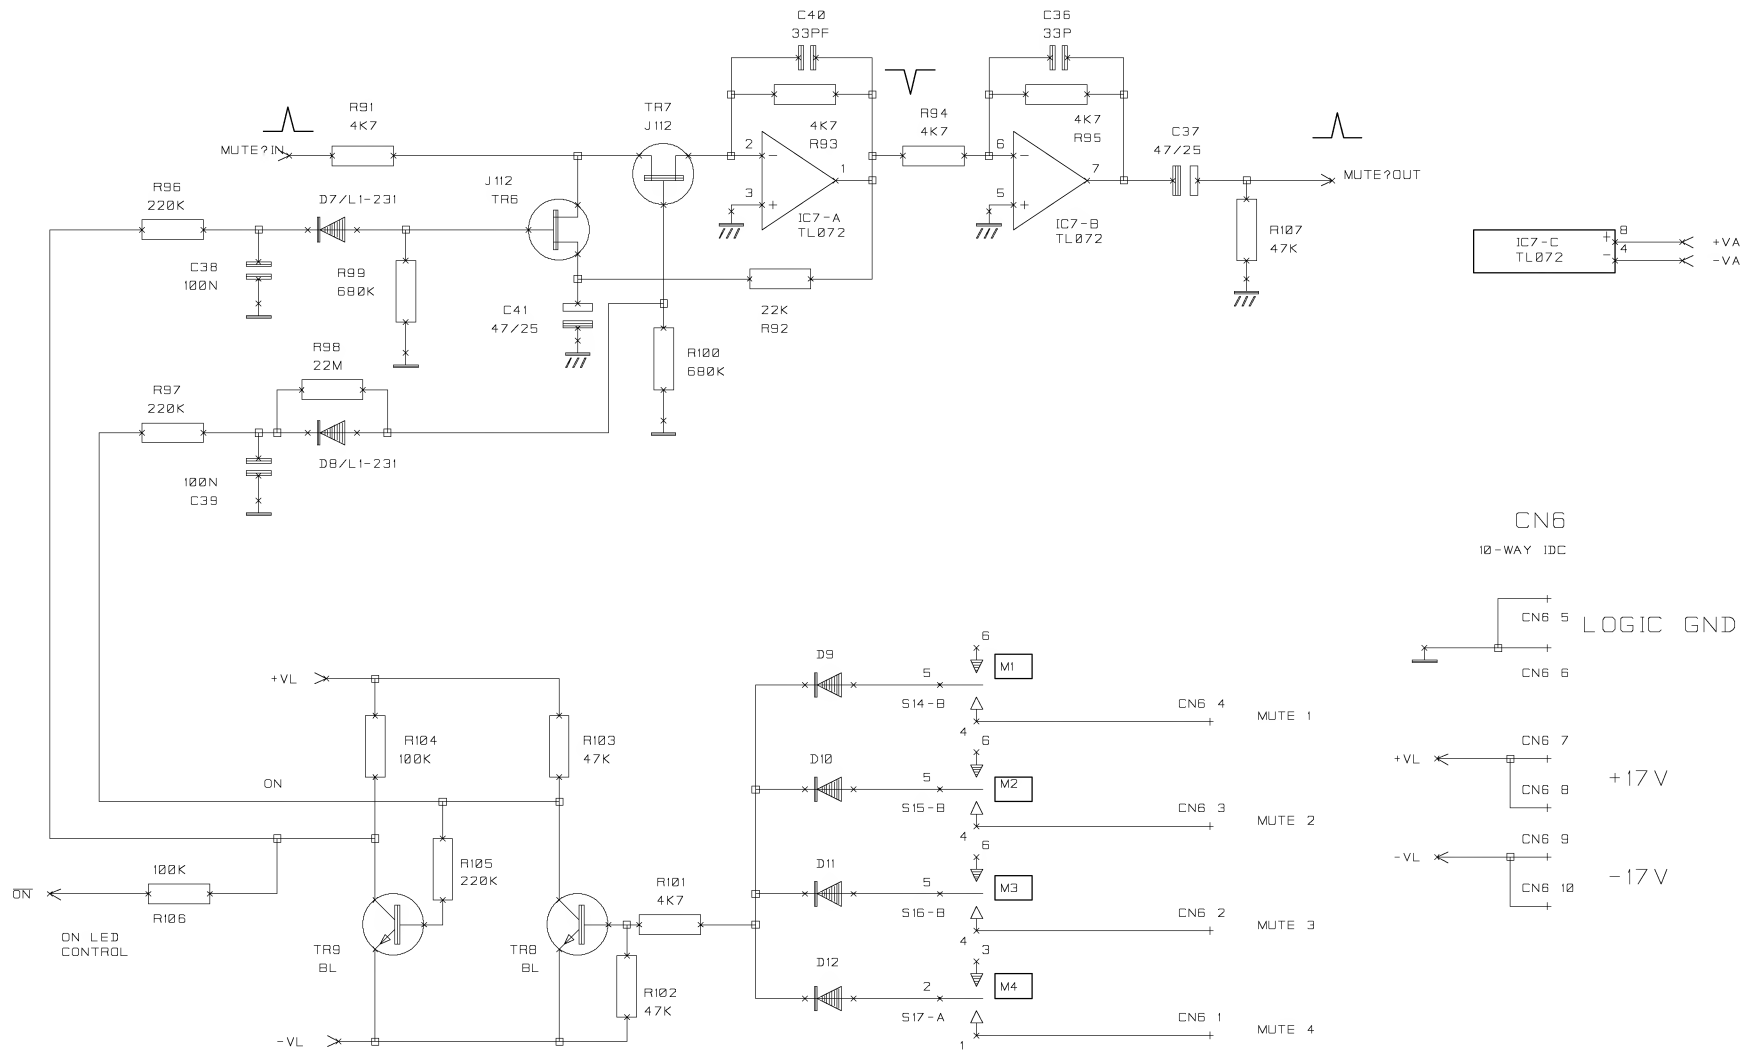 C40
33PF
C36
33P
R91
4K7
TR7
J112
4K7
R93
R94
4K7
4K7
R95
C37
47/25
MUTE?IN
2
3
1
6
5
7
MUTE?OUT
R96
220K
D7/L1-231
J112
TR6
IC7-A
TL072
IC7-B
TL072
R107
47K
IC7-C
TL072
8
4
+VA
-VA
C38
100N
R99
680K
C41
47/25
22K
R92
R98
22M
R100
680K
R97
220K
D8/L1-231
100N
C39
CN6
10-WAY IDC
CN6 5
LOGIC GND
CN6 6
+VL
D9
5
6
M1
S14-B
4
CN6 4
MUTE 1
R104
100K
R103
47K
D10
5
6
M2
S15-B
4
CN6 3
MUTE 2
CN6 7
+VL
+17V
CN6 8
CN6 9
-VL
-17V
CN6 10
ON
100K
R106
ON
ON LED
CONTROL
R105
220K
R101
4K7
D11
5
6
M3
S16-B
4
CN6 2
MUTE 3
TR9
BL
TR8
BL
R102
47K
D12
2
3
M4
S17-A
1
CN6 1
MUTE 4
-VL